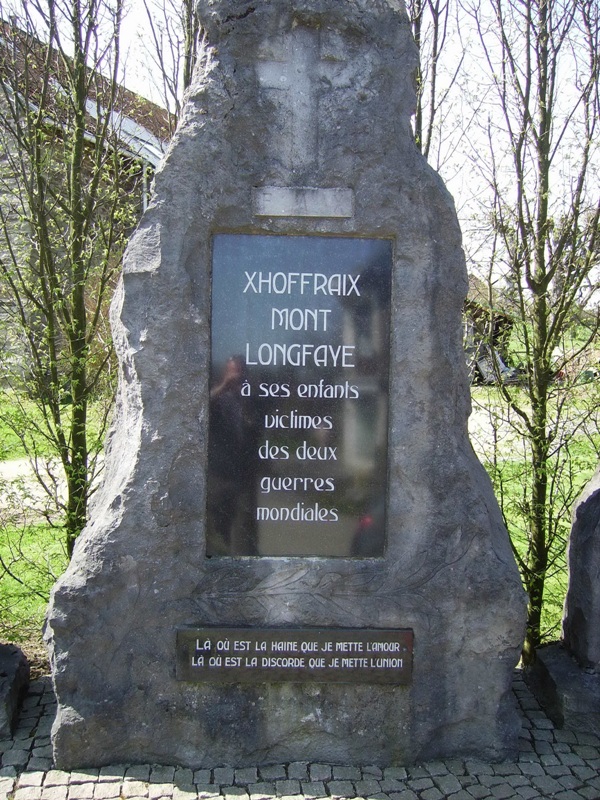 XHOFFRAIX
MONT
LONGFAYE
à ses enfants
victimes
des deux
guerres
mondiales
LÀ OÙ EST LA HAINE QUE JE METTE L'AMOUR
LÀ OÙ EST LA DISCORDE QUE JE METTE L'UNION